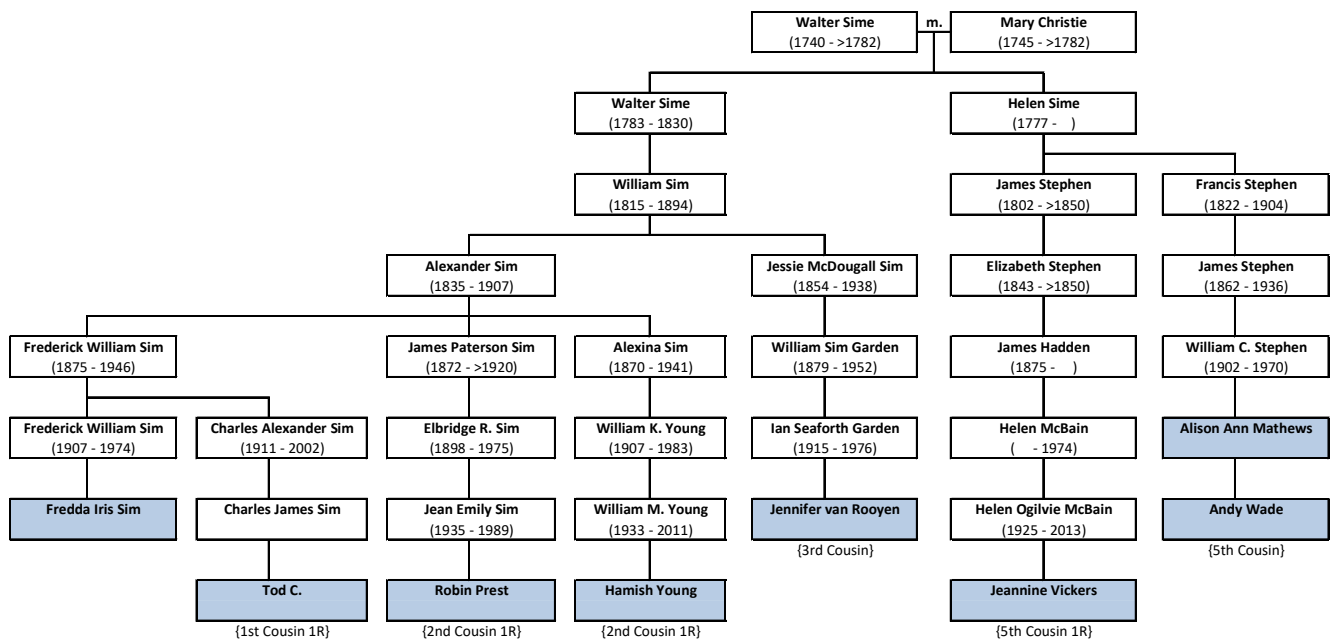 Walter Sime m. Mary Christie
(1740 - >1782) (1745 - >1782)
Walter Sime Helen Sime
(1783 - 1830) (1777 - )
William Sim James Stephen Francis Stephen
(1815 - 1894) (1802 - >1850) (1822 - 1904)
Alexander Sim Jessie McDougall Sim Elizabeth Stephen James Stephen
(1835 - 1907) (1854 - 1938) (1843 - >1850) (1862 - 1936)
Frederick William Sim James Paterson Sim Alexina Sim William Sim Garden James Hadden William C. Stephen
(1875 - 1946) (1872 - >1920) (1870 - 1941) (1879 - 1952) (1875 - ) (1902 - 1970)
Frederick William Sim Charles Alexander Sim Elbridge R. Sim William K. Young Ian Seaforth Garden Helen McBain Alison Ann Mathews
(1907 - 1974) (1911 - 2002) (1898 - 1975) (1907 - 1983) (1915 - 1976) ( - 1974)
Fredda Iris Sim Charles James Sim Jean Emily Sim William M. Young Jennifer van Rooyen Helen Ogilvie McBain Andy Wade
(1935 - 1989) (1933 - 2011) (1925 - 2013)
{3rd Cousin} {5th Cousin}
Tod C. Robin Prest Hamish Young Jeannine Vickers
{1st Cousin 1R} {2nd Cousin 1R} {2nd Cousin 1R} {5th Cousin 1R}